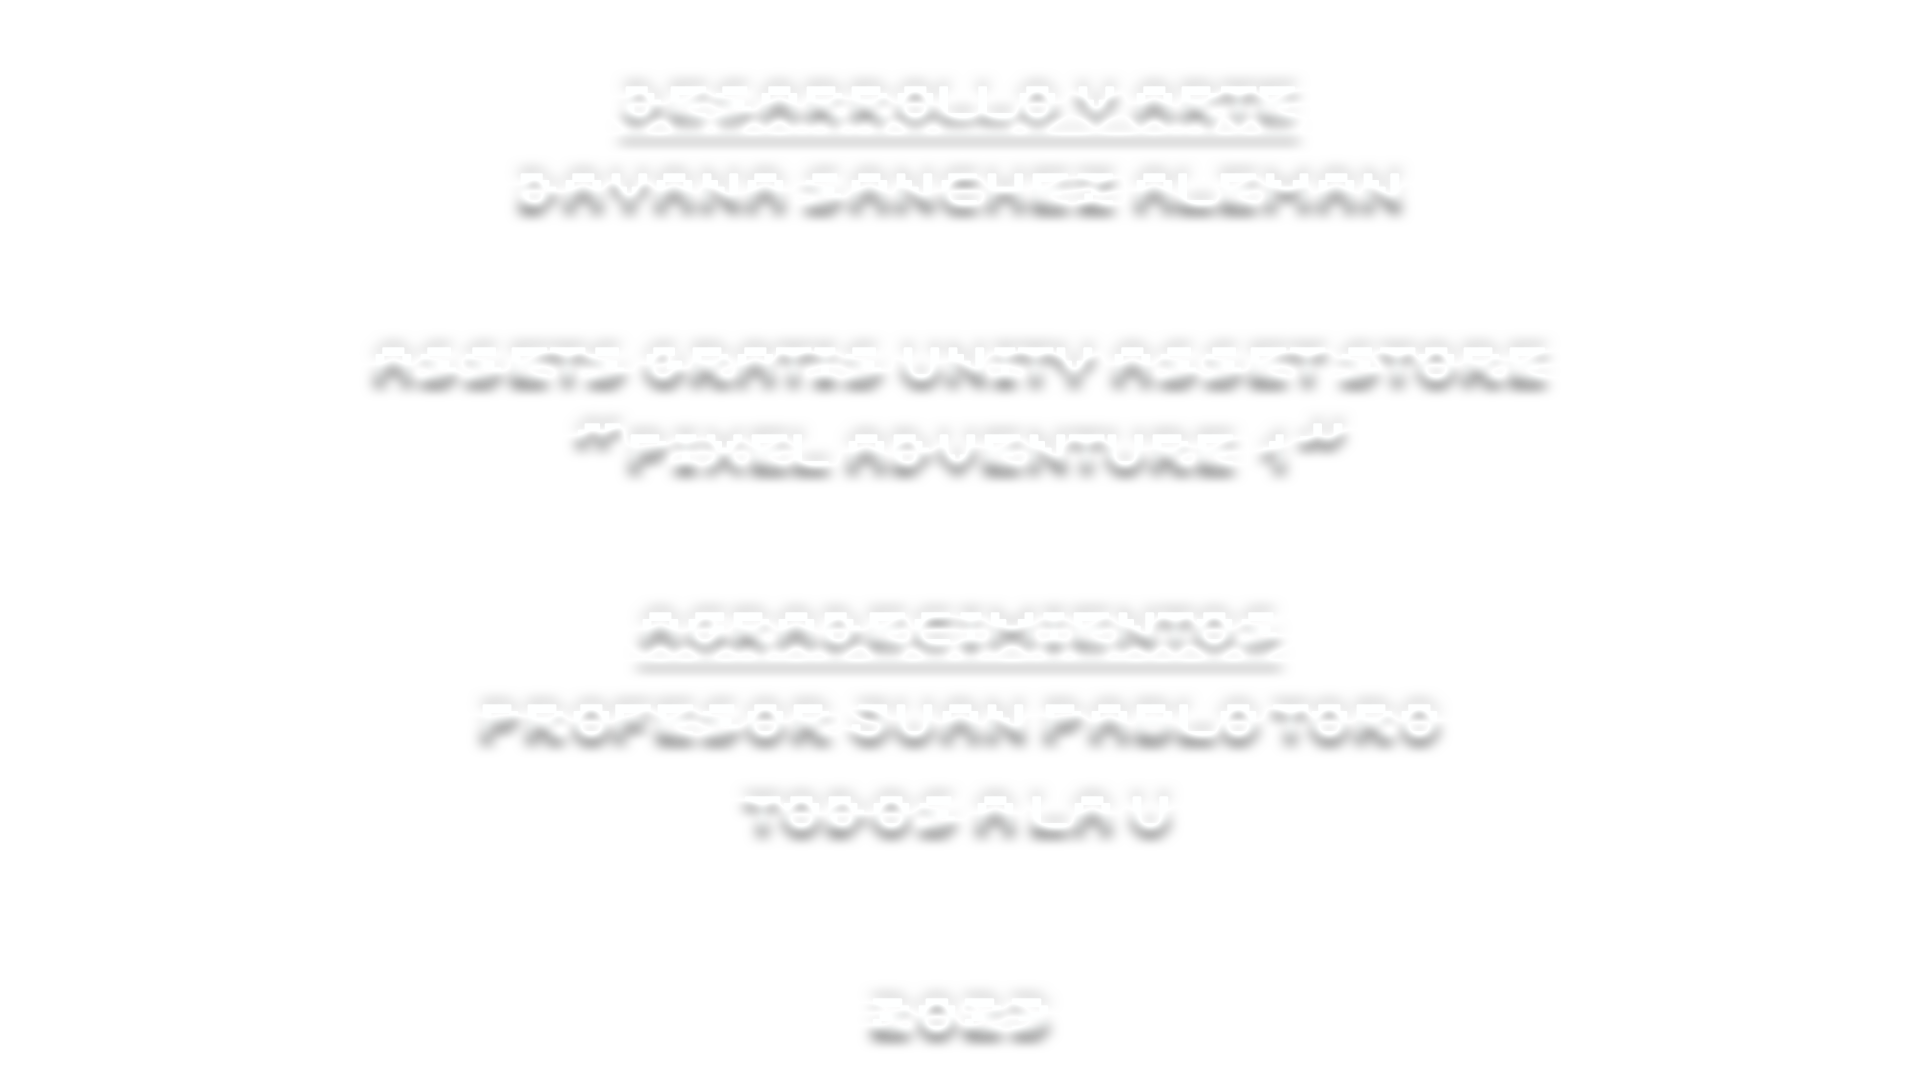 DESARROLLO Y ARTE
DAYANA SANCHEZ ALEMAN
ASSETS GRATIS UNITY ASSET STORE
"PIXEL ADVENTURE 1"
AGRADECIMIENTOS
PROFESOR JUAN PABLO TORO
TODOS A LA U